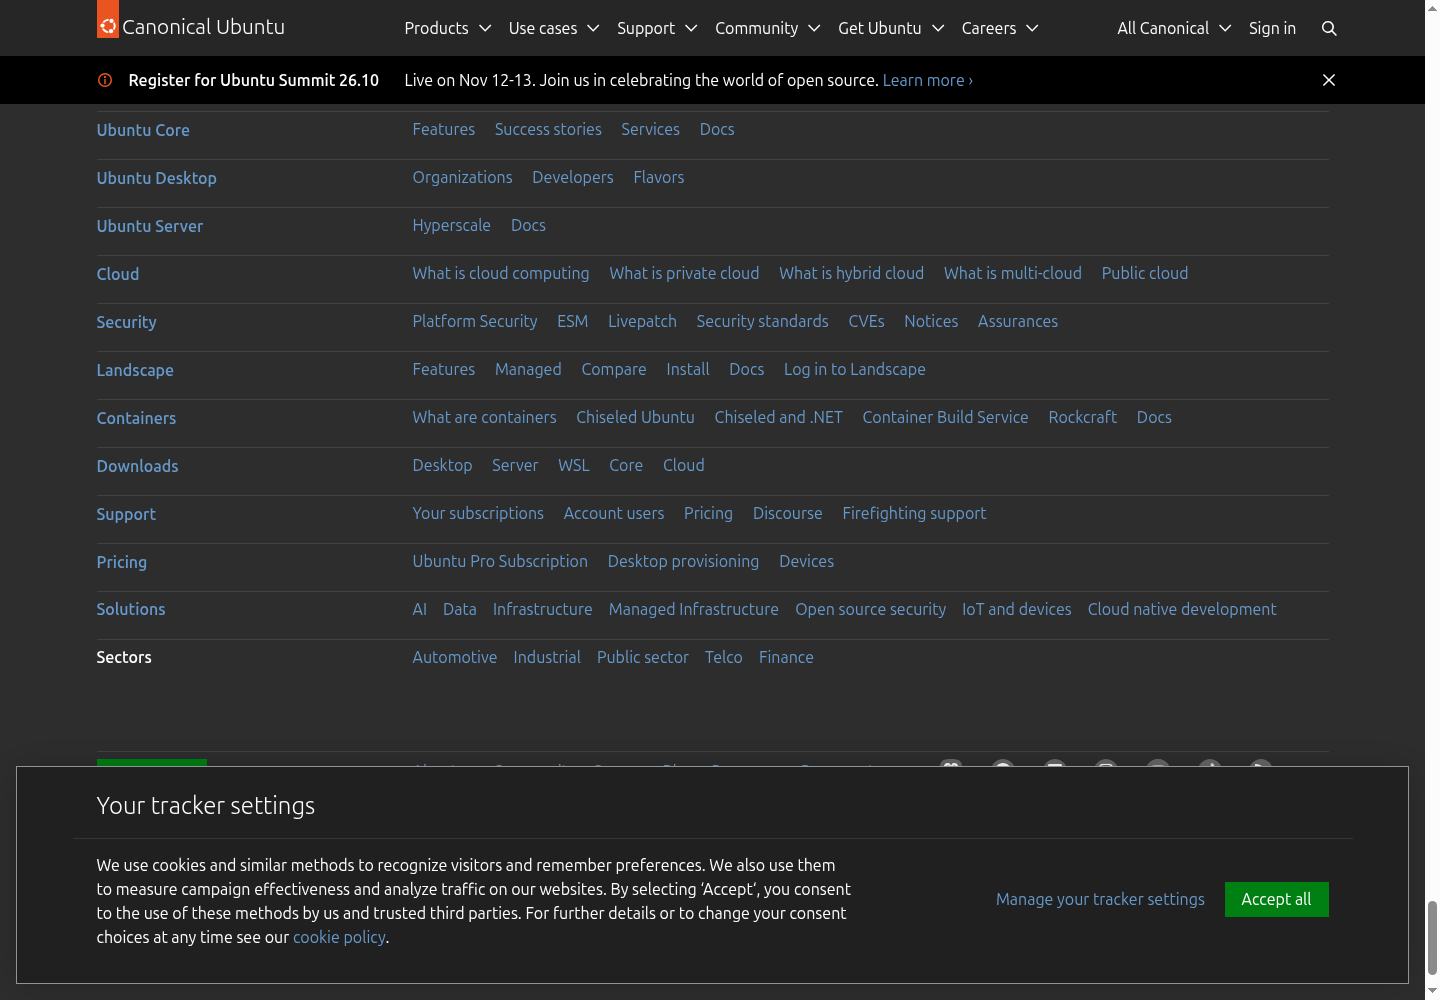 Canonical Ubuntu Products Use cases Support Community Get Ubuntu Careers All Canonical Sign in
Register for Ubuntu Summit 26.10 Live on Nov 12-13. Join us in celebrating the world of open source. Learn more ›
Ubuntu Core Features Success stories Services Docs
Ubuntu Desktop Organizations Developers Flavors
Ubuntu Server Hyperscale Docs
Cloud What is cloud computing What is private cloud What is hybrid cloud What is multi-cloud Public cloud
Security Platform Security ESM Livepatch Security standards CVEs Notices Assurances
Landscape Features Managed Compare Install Docs Log in to Landscape
Containers What are containers Chiseled Ubuntu Chiseled and .NET Container Build Service Rockcraft Docs
Downloads Desktop Server WSL Core Cloud
Support Your subscriptions Account users Pricing Discourse Firefighting support
Pricing Ubuntu Pro Subscription Desktop provisioning Devices
Solutions AI Data Infrastructure Managed Infrastructure Open source security IoT and devices Cloud native development
Sectors Automotive Industrial Public sector Telco Finance
Your tracker settings
We use cookies and similar methods to recognize visitors and remember preferences. We also use them
to measure campaign effectiveness and analyze traffic on our websites. By selecting ‘Accept‘, you consent
to the use of these methods by us and trusted third parties. For further details or to change your consent
choices at any time see our cookie policy.
Manage your tracker settings Accept all